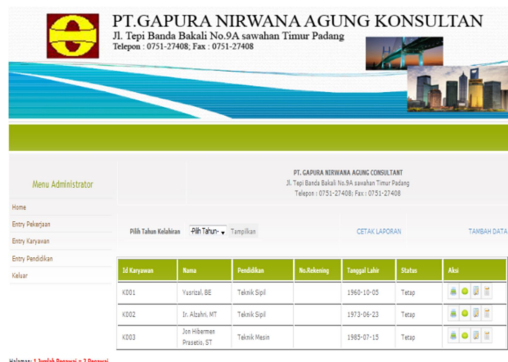 PT.GAPURA NIRWANA AGUNG KONSULTAN
Jl. Tepi Banda Bakali No.9A sawahan Timur Padang
Telepon : 0751-27408; Fax : 0751-27408
PT. GAPURA NIRWANA AGUNG CONSULTANT
Jl. Tepi Banda Bakali No.9A sawahan Timur Padang
Telepon : 0751-27408; Fax : 0751-27408
Menu Administrator
Home
Entry Pekerjaan
Entry Karyawan
Entry Pendidikan
Keluar
Pilih Tahun Kelahiran -Pilih Tahun- Tampilkan CETAK LAPORAN TAMBAH DATA
Id Karyawan Nama Pendidikan No.Rekening Tanggal Lahir Status Aksi
K001 Yusrizal, BE Teknik Sipil 1960-10-05 Tetap
K002 Ir. Alzahri, MT Teknik Sipil 1973-06-23 Tetap
K003 Jon Hiberman Prasetio, ST Teknik Mesin 1985-07-15 Tetap
Halaman: 1 Jumlah Pegawai =